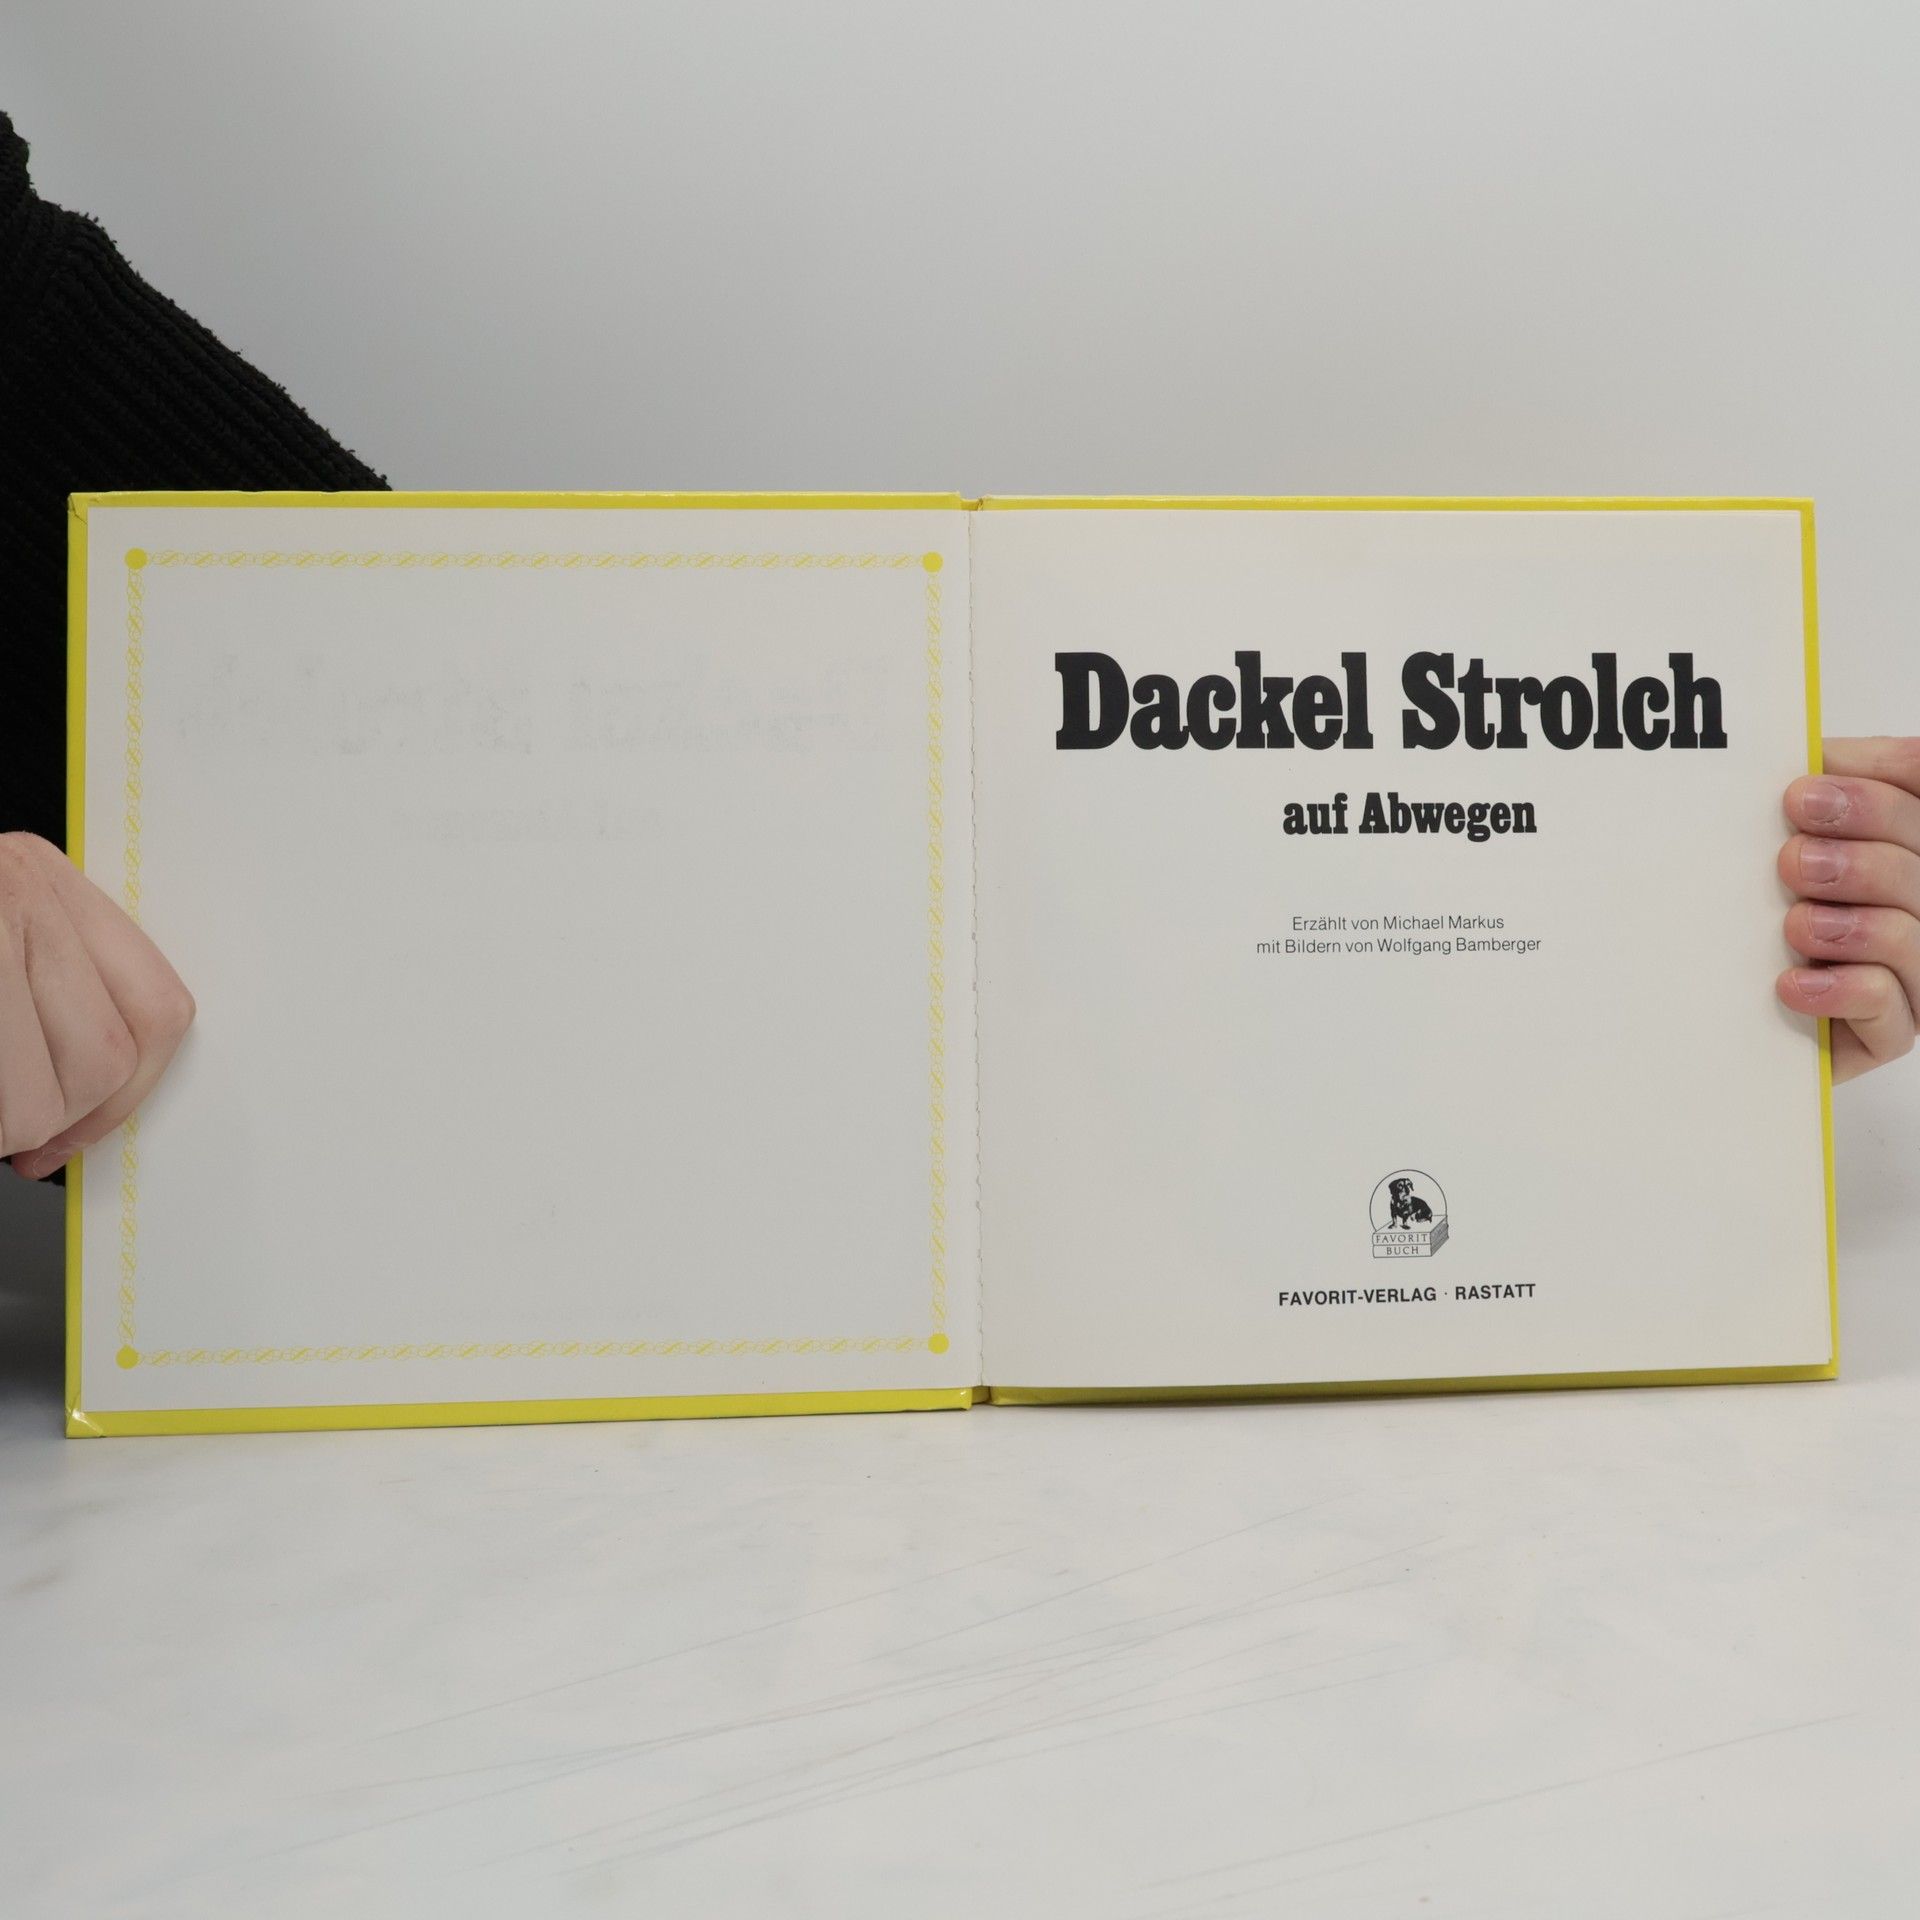 Dackel Strolch
auf Abwegen
Erzählt von Michael Markus
mit Bildern von Wolfgang Bamberger
FAVORIT
BUCH
FAVORIT-VERLAG · RASTATT